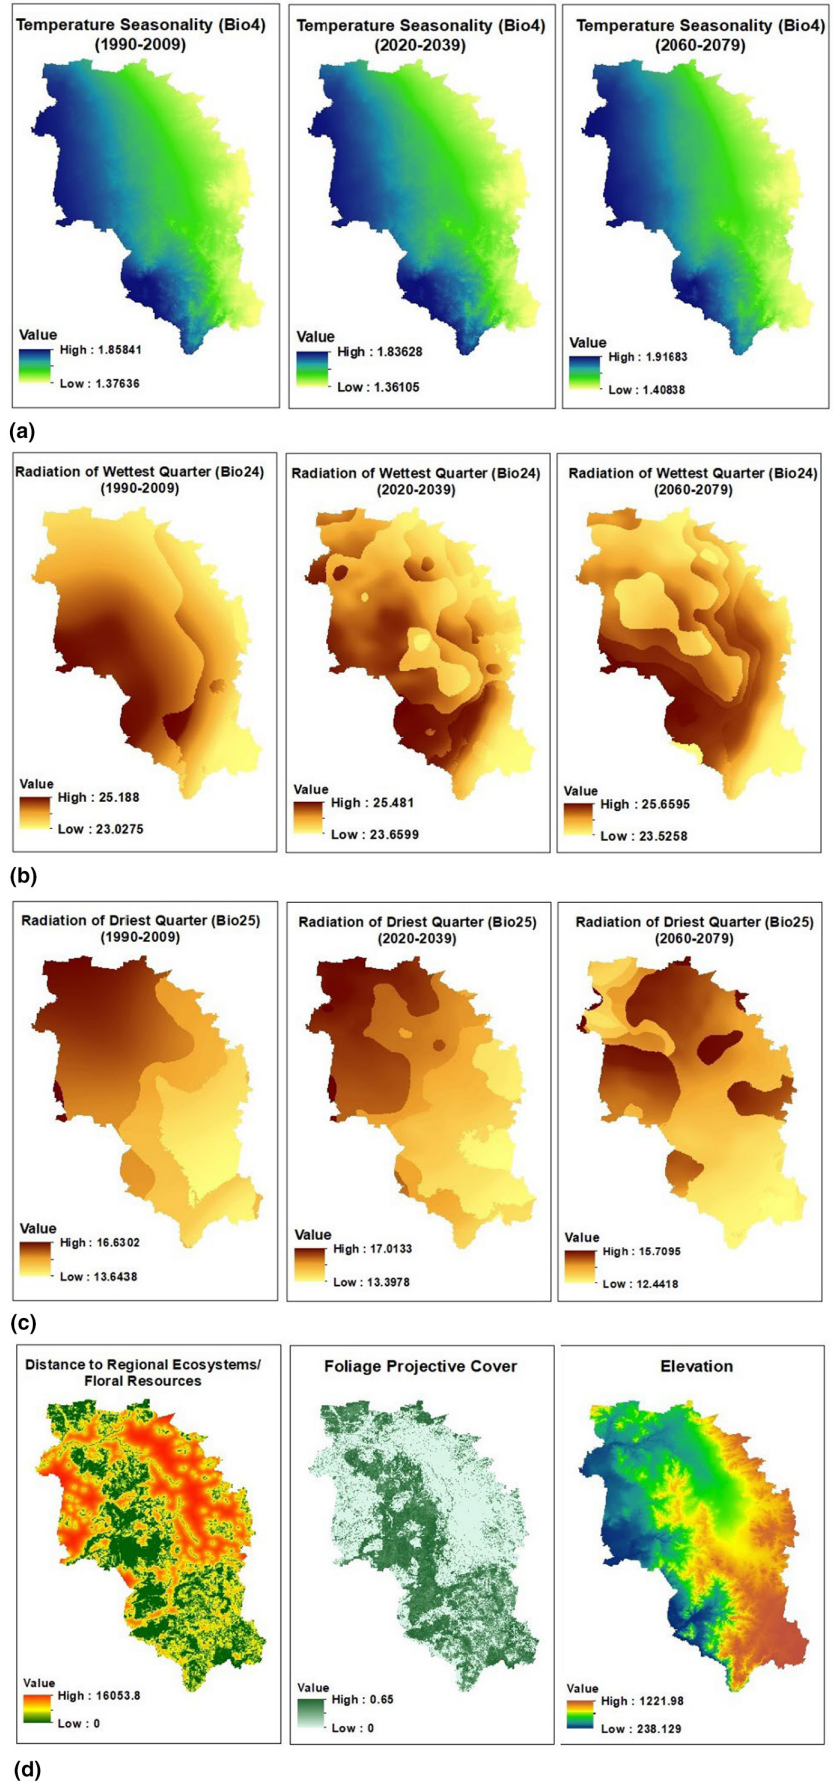 Temperature Seasonality (Bio4)
(1990-2009)
Value
High : 1.85841
Low : 1.37636
Temperature Seasonality (Bio4)
(2020-2039)
Value
High : 1.83628
Low : 1.36105
Temperature Seasonality (Bio4)
(2060-2079)
Value
High : 1.91683
Low : 1.40838
(a)
Radiation of Wettest Quarter (Bio24)
(1990-2009)
Value
High : 25.188
Low : 23.0275
Radiation of Wettest Quarter (Bio24)
(2020-2039)
Value
High : 25.481
Low : 23.6599
Radiation of Wettest Quarter (Bio24)
(2060-2079)
Value
High : 25.6595
Low : 23.5258
(b)
Radiation of Driest Quarter (Bio25)
(1990-2009)
Value
High : 16.6302
Low : 13.6438
Radiation of Driest Quarter (Bio25)
(2020-2039)
Value
High : 17.0133
Low : 13.3978
Radiation of Driest Quarter (Bio25)
(2060-2079)
Value
High : 15.7095
Low : 12.4418
(c)
Distance to Regional Ecosystems/
Floral Resources
Value
High : 16053.8
Low : 0
Foliage Projective Cover
Value
High : 0.65
Low : 0
Elevation
Value
High : 1221.98
Low : 238.129
(d)